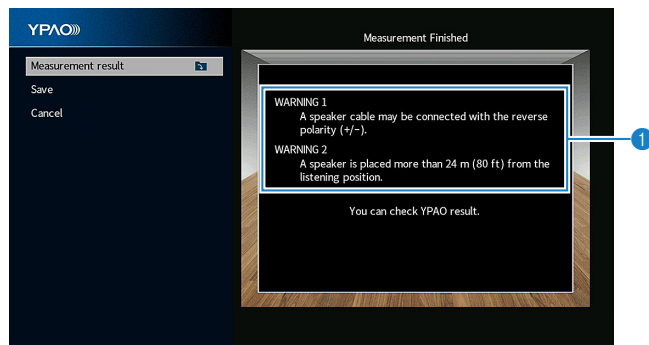 YPAO
Measurement Finished
Measurement result
Save
Cancel
WARNING 1
A speaker cable may be connected with the reverse
polarity (+/−).
WARNING 2
A speaker is placed more than 24 m (80 ft) from the
listening position.
You can check YPAO result.
1